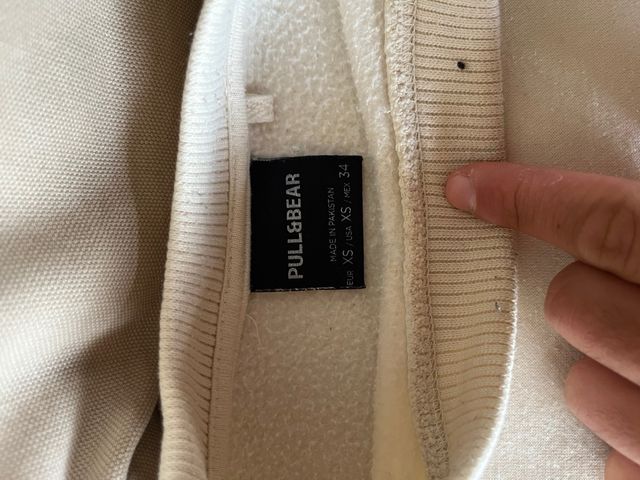 PULL&BEAR
MADE IN PAKISTAN
EUR XS / USA XS / MEX 34